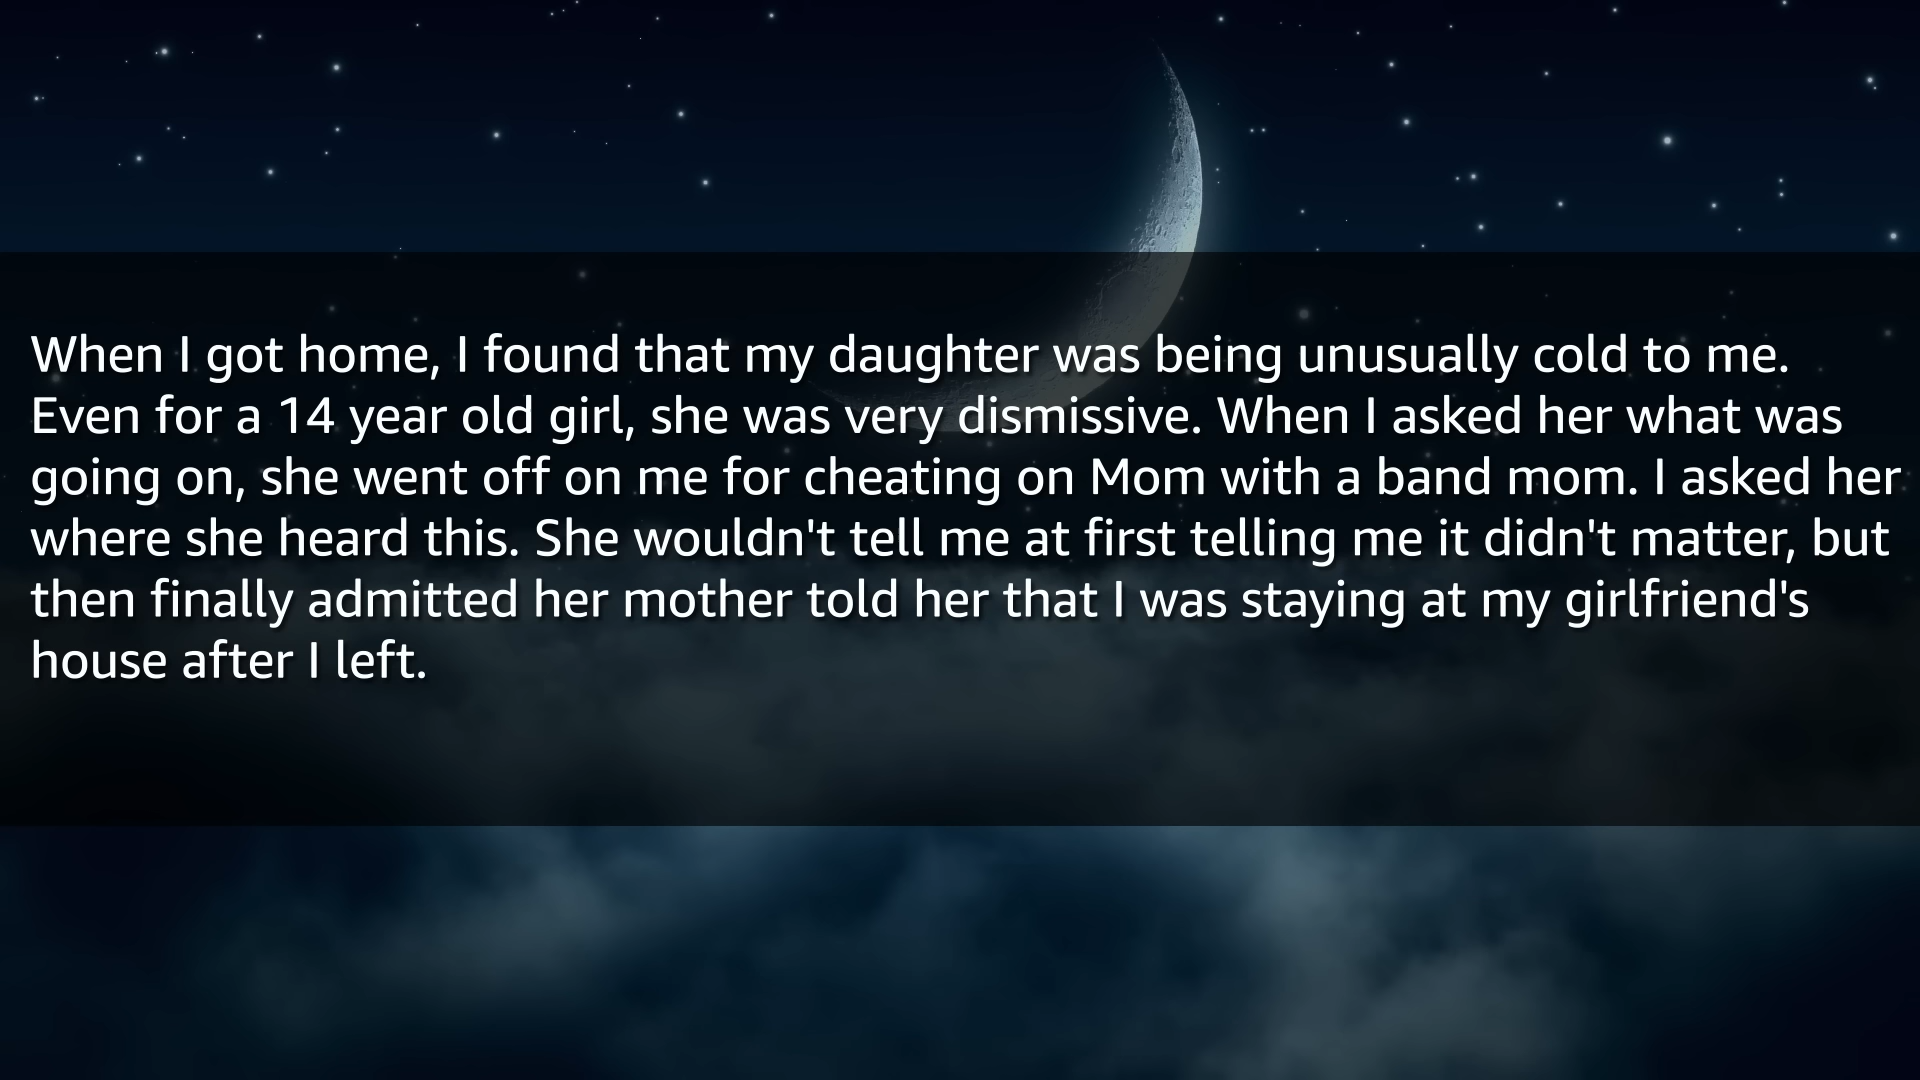 When I got home, I found that my daughter was being unusually cold to me.
Even for a 14 year old girl, she was very dismissive. When I asked her what was
going on, she went off on me for cheating on Mom with a band mom. I asked her
where she heard this. She wouldn't tell me at first telling me it didn't matter, but
then finally admitted her mother told her that I was staying at my girlfriend's
house after I left.